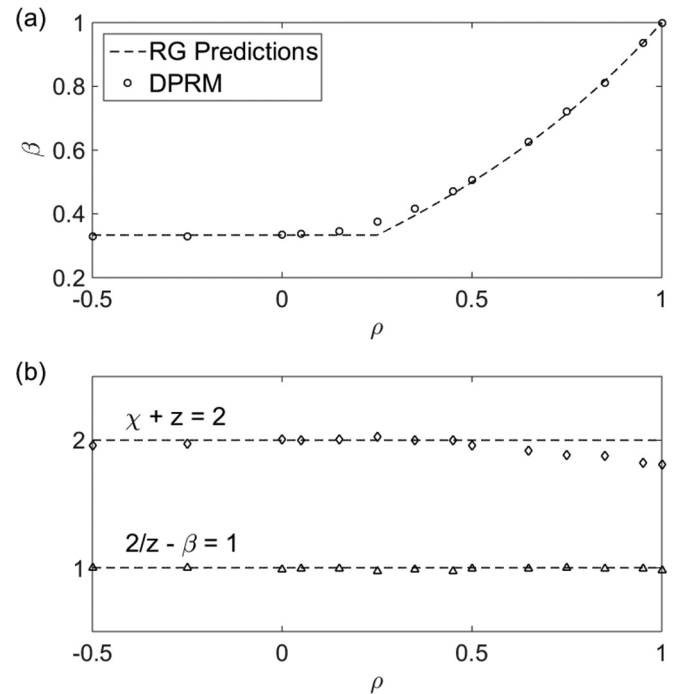 (a)
1
0.8
0.6
0.4
0.2
β
RG Predictions
DPRM
-0.5 0 0.5 1
ρ
(b)
2
1
χ + z = 2
2/z - β = 1
-0.5 0 0.5 1
ρ